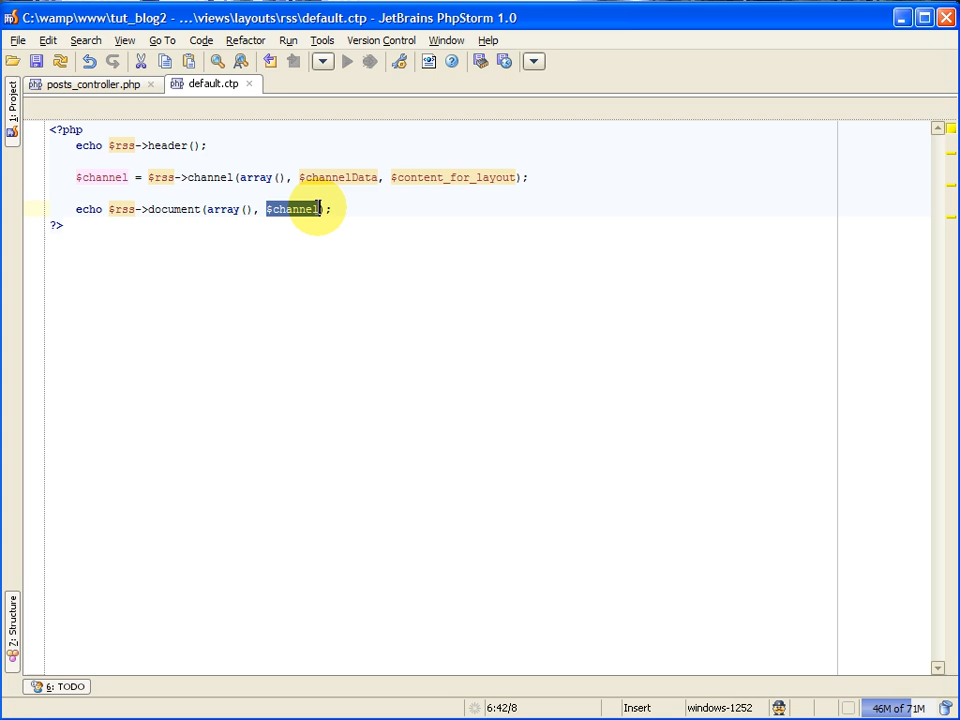 C:\wamp\www\tut_blog2 - ...\views\layouts\rss\default.ctp - JetBrains PhpStorm 1.0
File Edit Search View Go To Code Refactor Run Tools Version Control Window Help
posts_controller.php default.ctp
1: Project
<?php
echo $rss->header();
$channel = $rss->channel(array(), $channelData, $content_for_layout);
echo $rss->document(array(), $channel);
?>
7: Structure
6: TODO
6:42/8 Insert windows-1252 46M of 71M